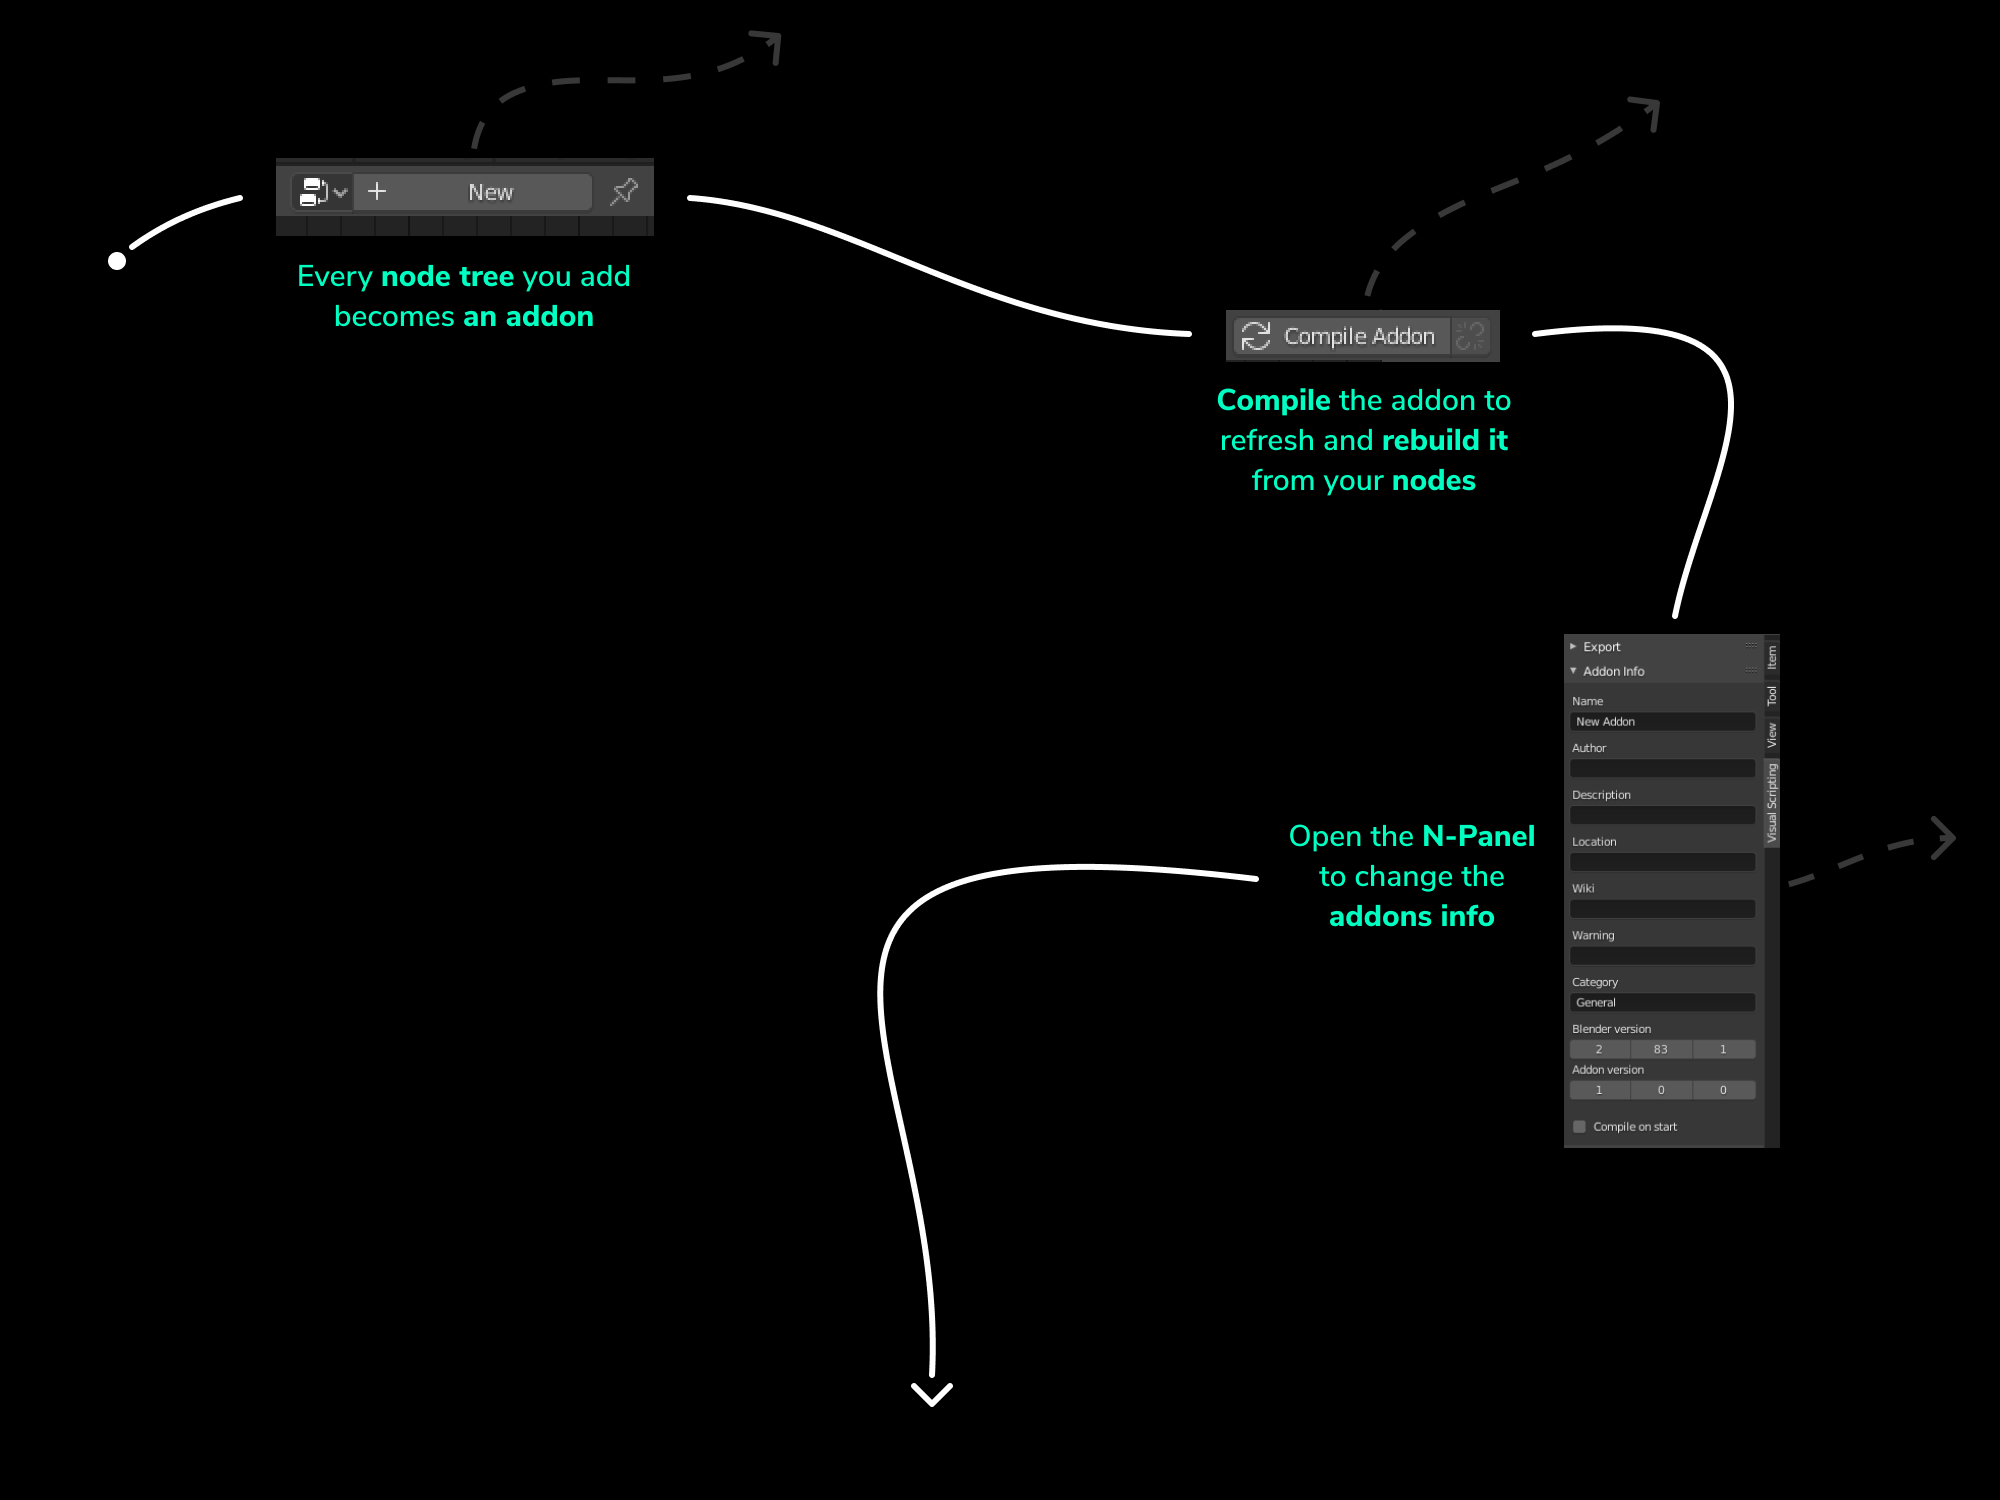 New
Every node tree you add
becomes an addon
Compile Addon
Compile the addon to
refresh and rebuild it
from your nodes
Export
Addon Info
Name
New Addon
Author
Description
Location
Wiki
Warning
Category
General
Blender version
2 83 1
Addon version
1 0 0
Compile on start
Item
Tool
View
Visual Scripting
Open the N-Panel
to change the
addons info